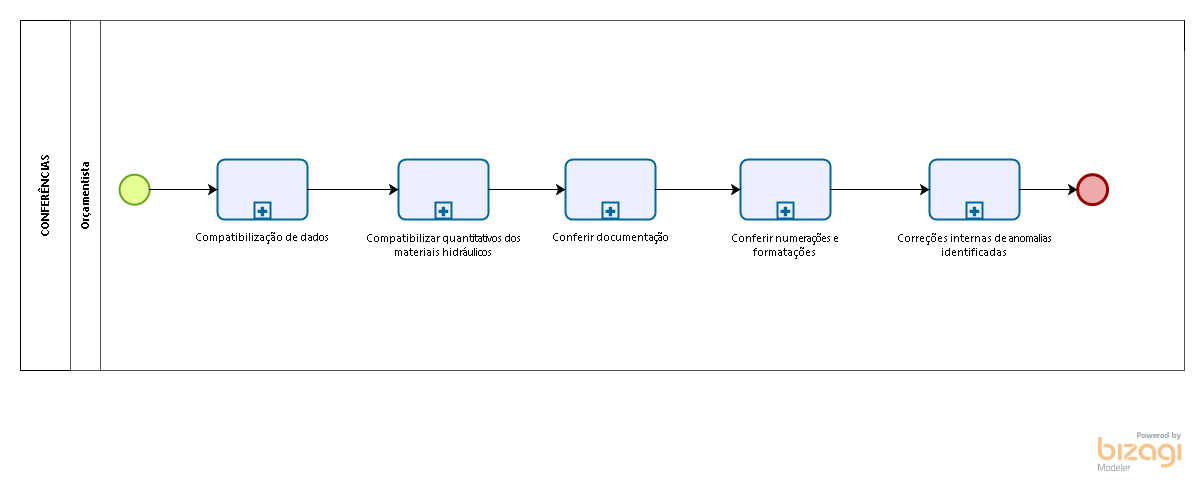 CONFERÊNCIAS
Orçamentista
Compatibilização de dados
Compatibilizar quantitativos dos
materiais hidráulicos
Conferir documentação
Conferir numerações e
formatações
Correções internas de anomalias
identificadas
Powered by
bizagi
Modeler